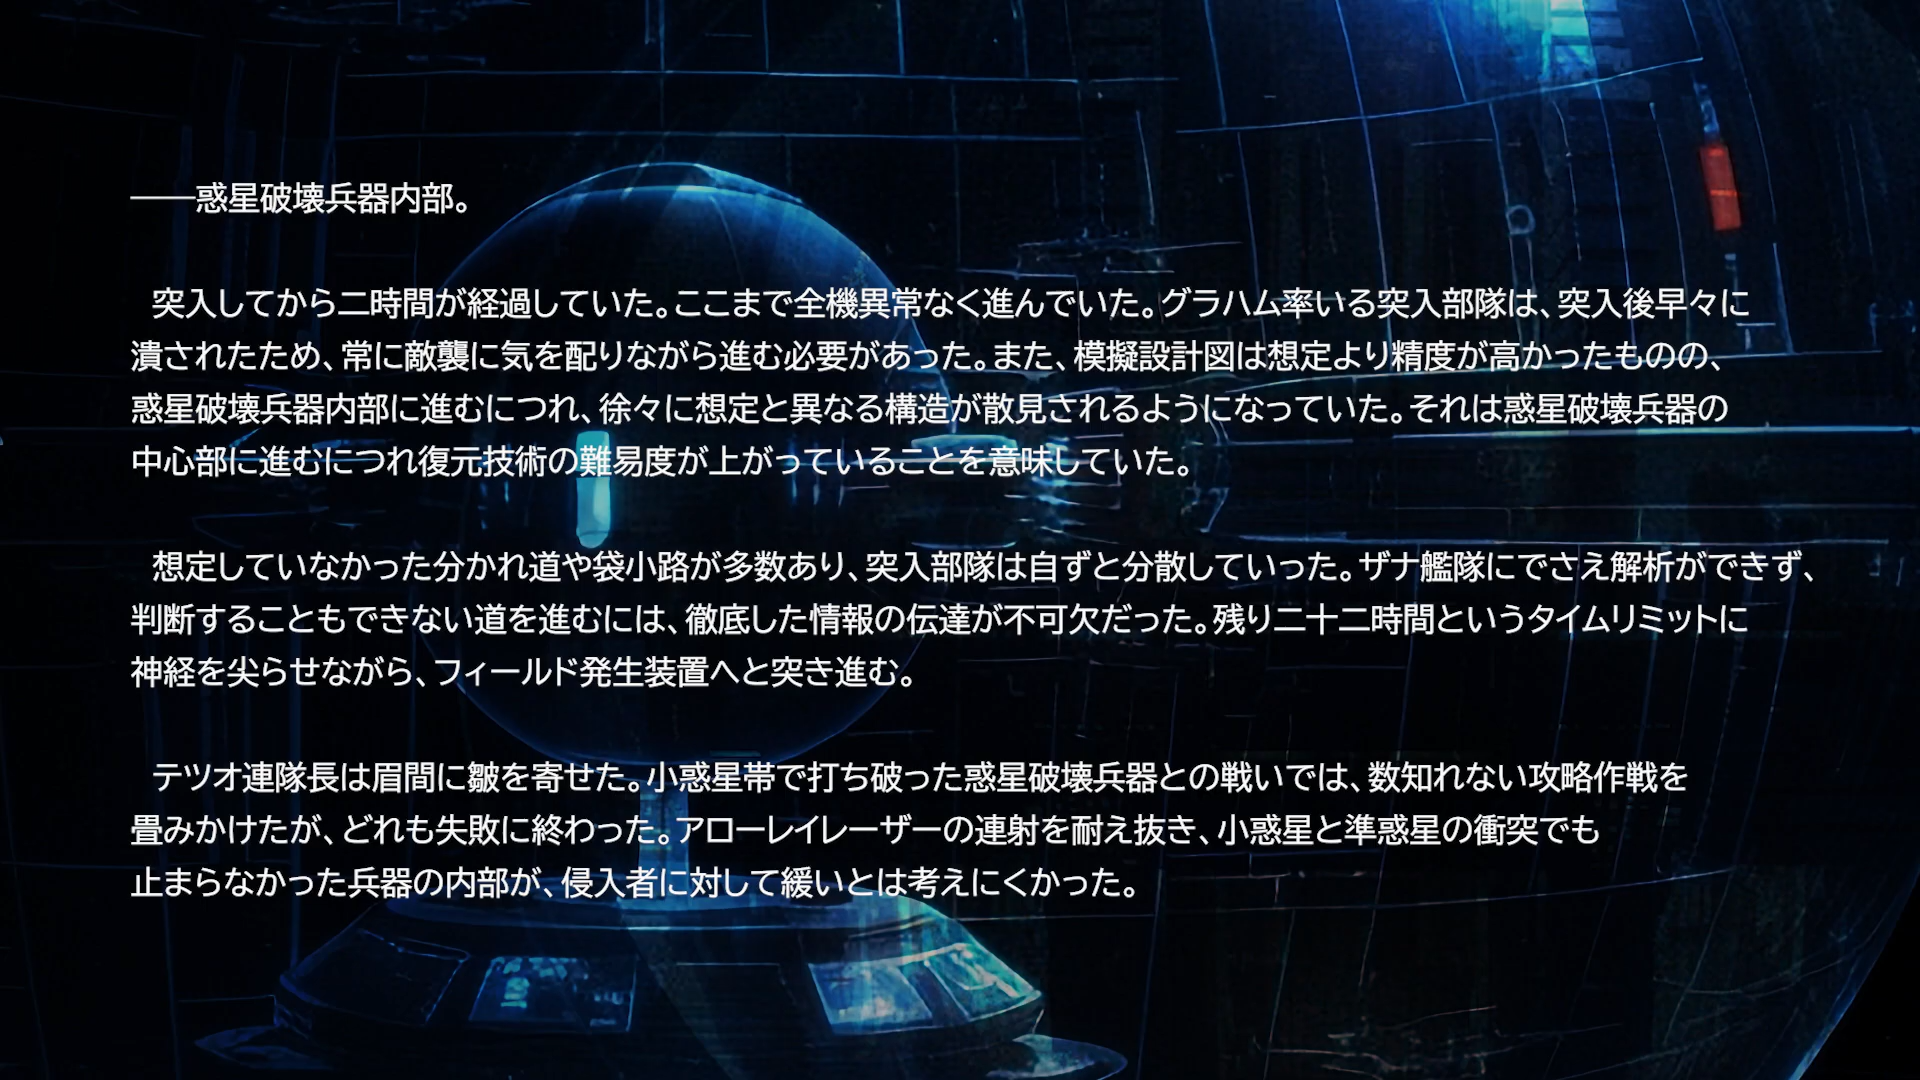 ――惑星破壊兵器内部。
突入してから二時間が経過していた。ここまで全機異常なく進んでいた。グラハム率いる突入部隊は、突入後早々に
潰されたため、常に敵襲に気を配りながら進む必要があった。また、模擬設計図は想定より精度が高かったものの、
惑星破壊兵器内部に進むにつれ、徐々に想定と異なる構造が散見されるようになっていた。それは惑星破壊兵器の
中心部に進むにつれ復元技術の難易度が上がっていることを意味していた。
想定していなかった分かれ道や袋小路が多数あり、突入部隊は自ずと分散していった。ザナ艦隊にでさえ解析ができず、
判断することもできない道を進むには、徹底した情報の伝達が不可欠だった。残り二十二時間というタイムリミットに
神経を尖らせながら、フィールド発生装置へと突き進む。
テツオ連隊長は眉間に皺を寄せた。小惑星帯で打ち破った惑星破壊兵器との戦いでは、数知れない攻略作戦を
畳みかけたが、どれも失敗に終わった。アローレイレーザーの連射を耐え抜き、小惑星と準惑星の衝突でも
止まらなかった兵器の内部が、侵入者に対して緩いとは考えにくかった。